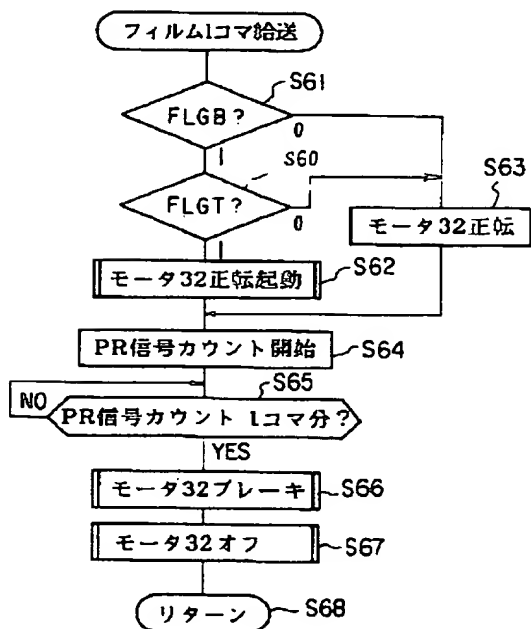 フィルム1コマ給送
S61
FLGB?
0
1
S60
FLGT?
0
1
S63
モータ32正転
モータ32正転起動
S62
PR信号カウント開始
S64
S65
NO
PR信号カウント 1コマ分?
YES
モータ32ブレーキ
S66
モータ32オフ
S67
リターン
S68